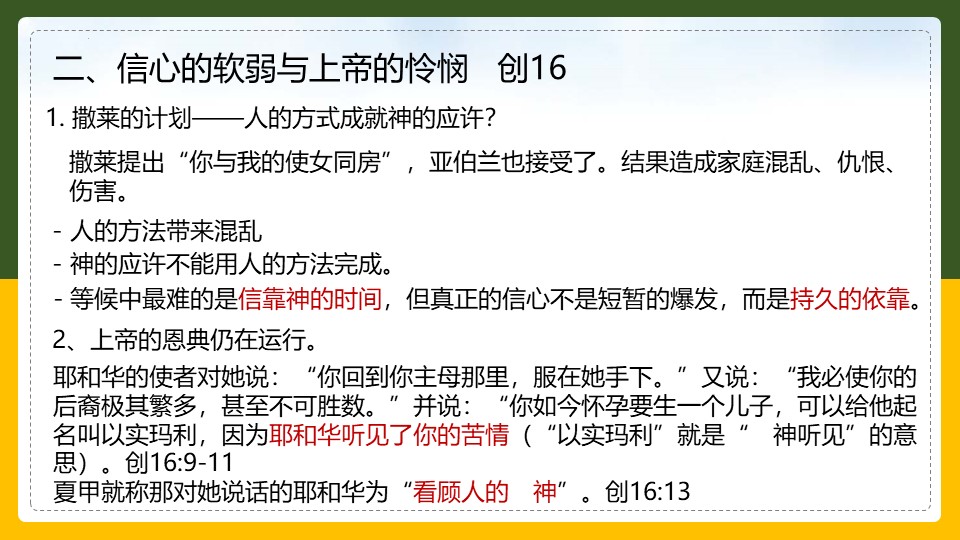 二、信心的软弱与上帝的怜悯 创16
1. 撒莱的计划——人的方式成就神的应许？
撒莱提出“你与我的使女同房”，亚伯兰也接受了。结果造成家庭混乱、仇恨、
伤害。
- 人的方法带来混乱
- 神的应许不能用人的方法完成。
- 等候中最难的是信靠神的时间，但真正的信心不是短暂的爆发，而是持久的依靠。
2、上帝的恩典仍在运行。
耶和华的使者对她说：“你回到你主母那里，服在她手下。”又说：“我必使你的
后裔极其繁多，甚至不可胜数。”并说：“你如今怀孕要生一个儿子，可以给他起
名叫以实玛利，因为耶和华听见了你的苦情（“以实玛利”就是“　神听见”的意
思）。创16:9-11
夏甲就称那对她说话的耶和华为“看顾人的　神”。创16:13